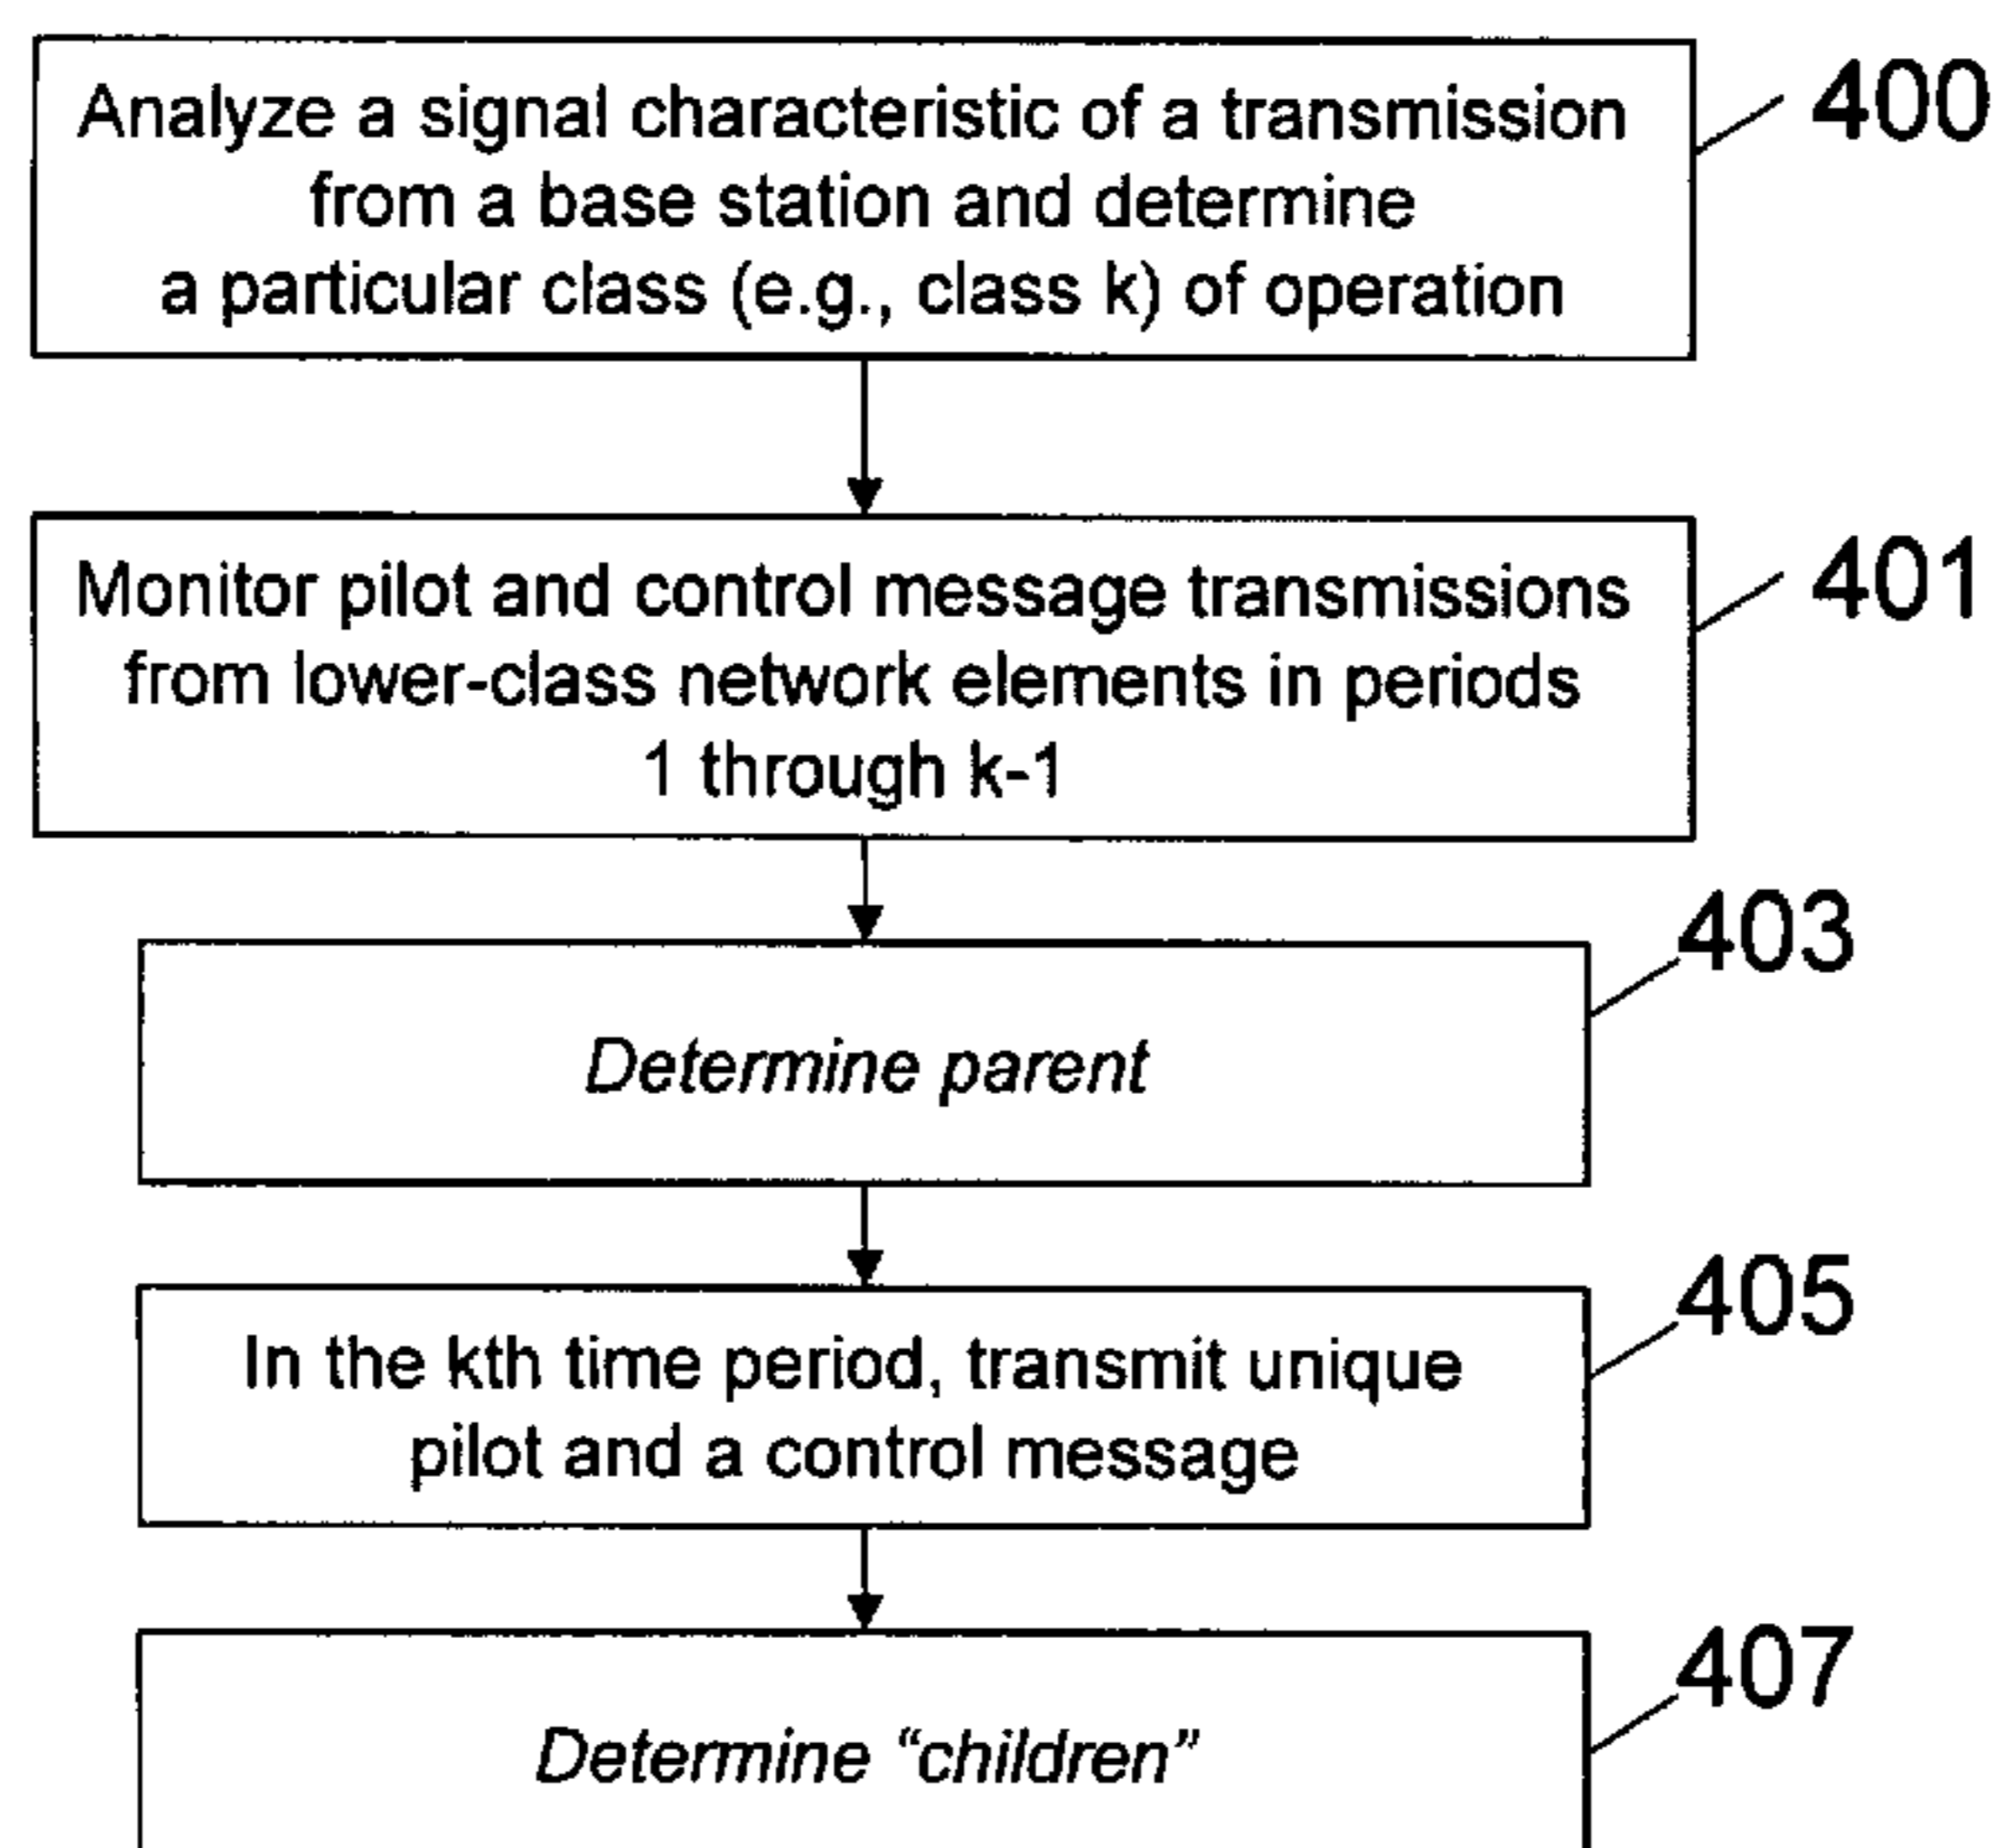 Analyze a signal characteristic of a transmission
from a base station and determine
a particular class (e.g., class k) of operation
400
Monitor pilot and control message transmissions
from lower-class network elements in periods
1 through k-1
401
Determine parent
403
In the kth time period, transmit unique
pilot and a control message
405
Determine “children”
407